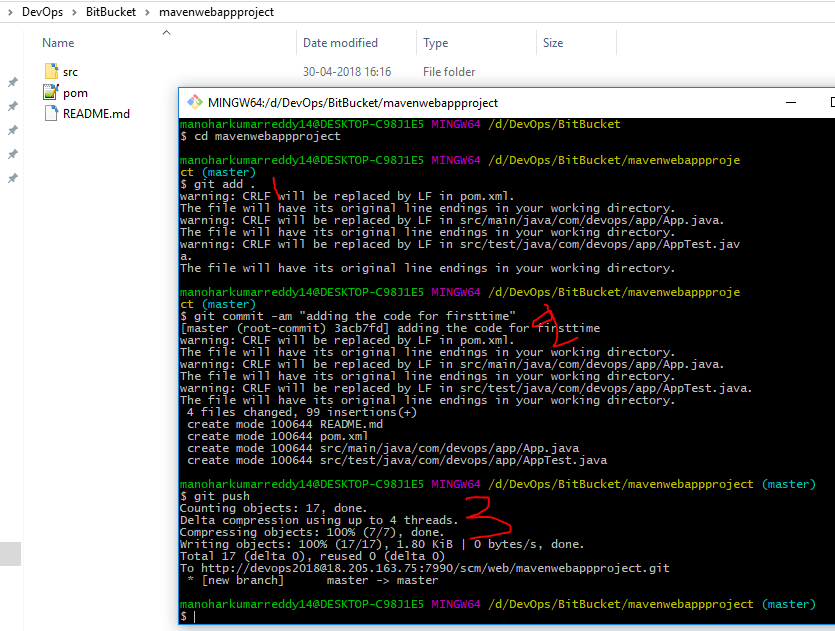 DevOps > BitBucket > mavenwebappproject
Name Date modified Type Size
src 30-04-2018 16:16 File folder
pom
README.md
MINGW64:/d/DevOps/BitBucket/mavenwebappproject
manoharkumarreddy14@DESKTOP-C98J1E5 MINGW64 /d/DevOps/BitBucket
$ cd mavenwebappproject
manoharkumarreddy14@DESKTOP-C98J1E5 MINGW64 /d/DevOps/BitBucket/mavenwebappproje
ct (master)
$ git add .
1
warning: CRLF will be replaced by LF in pom.xml.
The file will have its original line endings in your working directory.
warning: CRLF will be replaced by LF in src/main/java/com/devops/app/App.java.
The file will have its original line endings in your working directory.
warning: CRLF will be replaced by LF in src/test/java/com/devops/app/AppTest.jav
a.
The file will have its original line endings in your working directory.
manoharkumarreddy14@DESKTOP-C98J1E5 MINGW64 /d/DevOps/BitBucket/mavenwebappproje
ct (master)
$ git commit -am "adding the code for firsttime"
2
[master (root-commit) 3acb7fd] adding the code for firsttime
warning: CRLF will be replaced by LF in pom.xml.
The file will have its original line endings in your working directory.
warning: CRLF will be replaced by LF in src/main/java/com/devops/app/App.java.
The file will have its original line endings in your working directory.
warning: CRLF will be replaced by LF in src/test/java/com/devops/app/AppTest.java.
The file will have its original line endings in your working directory.
4 files changed, 99 insertions(+)
create mode 100644 README.md
create mode 100644 pom.xml
create mode 100644 src/main/java/com/devops/app/App.java
create mode 100644 src/test/java/com/devops/app/AppTest.java
manoharkumarreddy14@DESKTOP-C98J1E5 MINGW64 /d/DevOps/BitBucket/mavenwebappproject (master)
$ git push
3
Counting objects: 17, done.
Delta compression using up to 4 threads.
Compressing objects: 100% (7/7), done.
Writing objects: 100% (17/17), 1.80 KiB | 0 bytes/s, done.
Total 17 (delta 0), reused 0 (delta 0)
To http://devops2018@18.205.163.75:7990/scm/web/mavenwebappproject.git
* [new branch] master -> master
manoharkumarreddy14@DESKTOP-C98J1E5 MINGW64 /d/DevOps/BitBucket/mavenwebappproject (master)
$